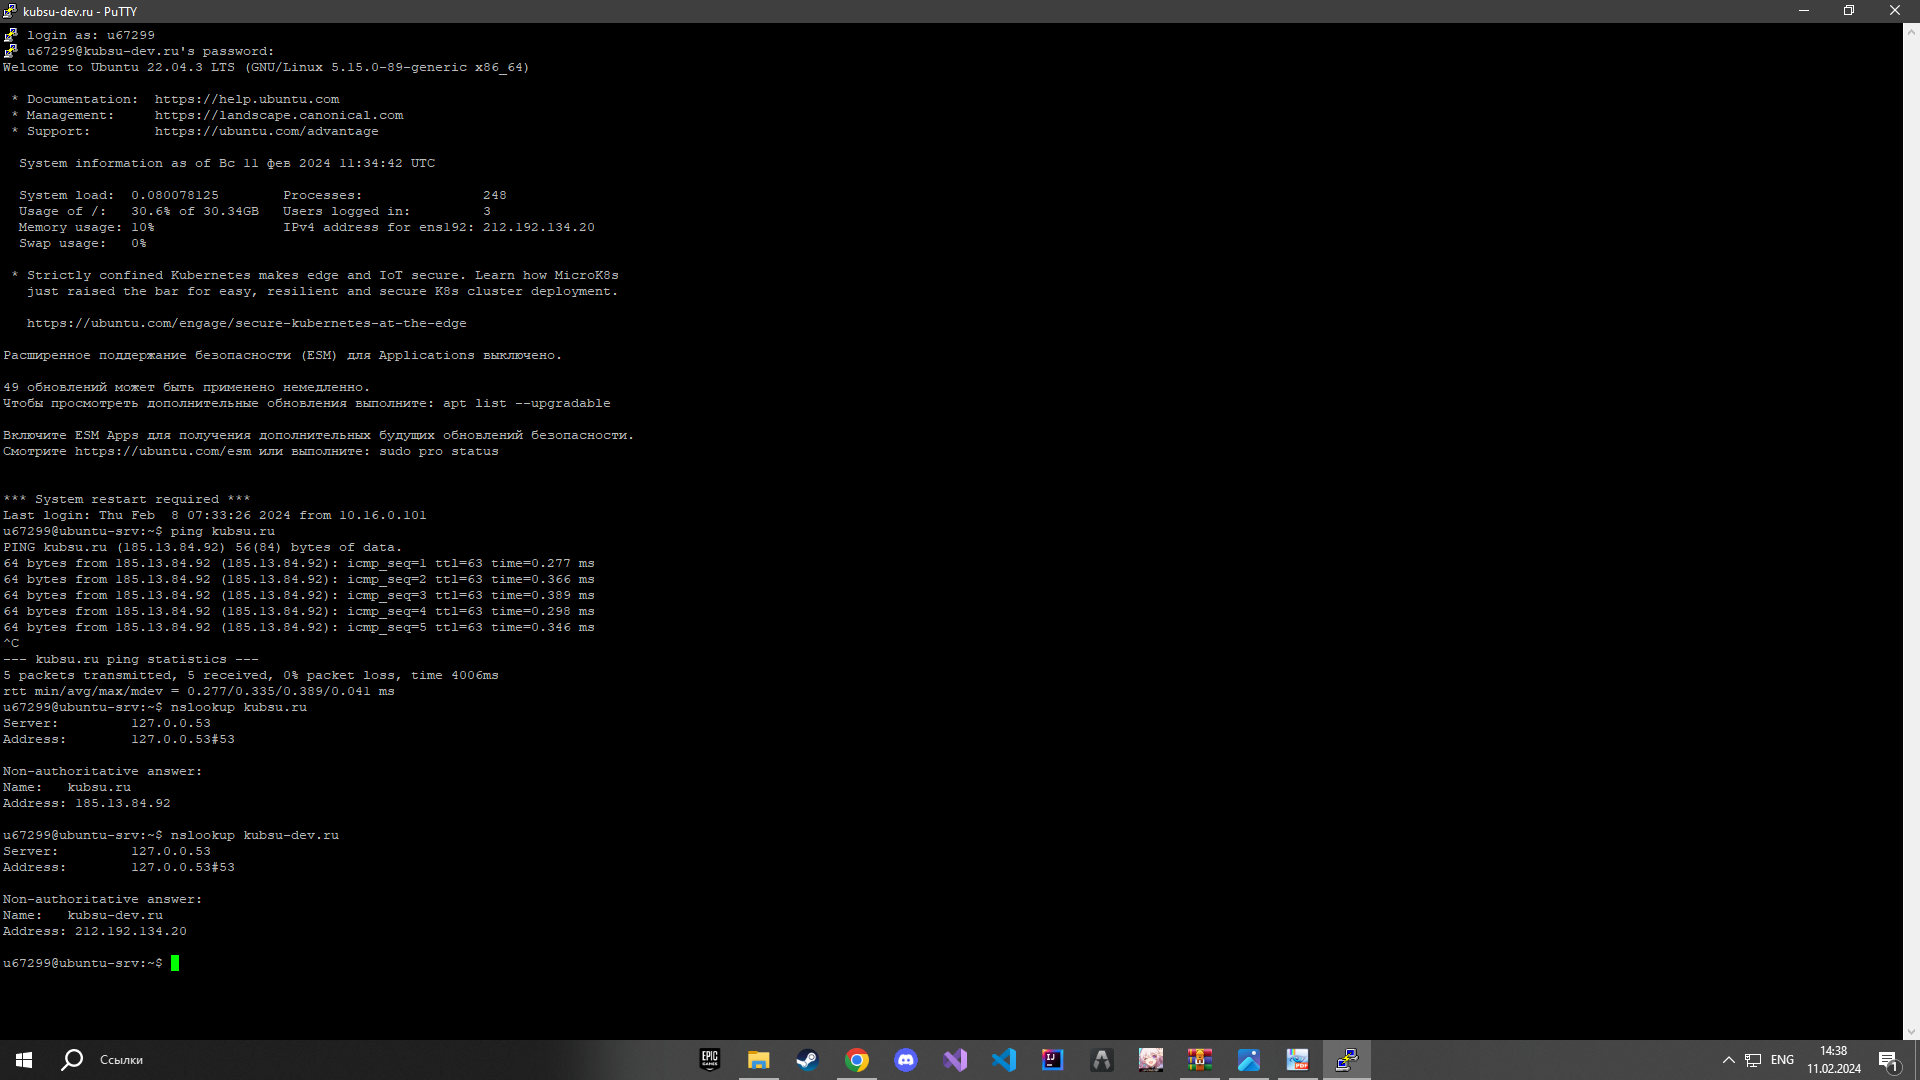 kubsu-dev.ru - PuTTY
login as: u67299
u67299@kubsu-dev.ru's password:
Welcome to Ubuntu 22.04.3 LTS (GNU/Linux 5.15.0-89-generic x86_64)
* Documentation:  https://help.ubuntu.com
* Management:     https://landscape.canonical.com
* Support:        https://ubuntu.com/advantage
System information as of Вс 11 фев 2024 11:34:42 UTC
System load:  0.080078125        Processes:               248
Usage of /:   30.6% of 30.34GB   Users logged in:         3
Memory usage: 10%                IPv4 address for ens192: 212.192.134.20
Swap usage:   0%
* Strictly confined Kubernetes makes edge and IoT secure. Learn how MicroK8s
just raised the bar for easy, resilient and secure K8s cluster deployment.
https://ubuntu.com/engage/secure-kubernetes-at-the-edge
Расширенное поддержание безопасности (ESM) для Applications выключено.
49 обновлений может быть применено немедленно.
Чтобы просмотреть дополнительные обновления выполните: apt list --upgradable
Включите ESM Apps для получения дополнительных будущих обновлений безопасности.
Смотрите https://ubuntu.com/esm или выполните: sudo pro status
*** System restart required ***
Last login: Thu Feb  8 07:33:26 2024 from 10.16.0.101
u67299@ubuntu-srv:~$ ping kubsu.ru
PING kubsu.ru (185.13.84.92) 56(84) bytes of data.
64 bytes from 185.13.84.92 (185.13.84.92): icmp_seq=1 ttl=63 time=0.277 ms
64 bytes from 185.13.84.92 (185.13.84.92): icmp_seq=2 ttl=63 time=0.366 ms
64 bytes from 185.13.84.92 (185.13.84.92): icmp_seq=3 ttl=63 time=0.389 ms
64 bytes from 185.13.84.92 (185.13.84.92): icmp_seq=4 ttl=63 time=0.298 ms
64 bytes from 185.13.84.92 (185.13.84.92): icmp_seq=5 ttl=63 time=0.346 ms
^C
--- kubsu.ru ping statistics ---
5 packets transmitted, 5 received, 0% packet loss, time 4006ms
rtt min/avg/max/mdev = 0.277/0.335/0.389/0.041 ms
u67299@ubuntu-srv:~$ nslookup kubsu.ru
Server:         127.0.0.53
Address:        127.0.0.53#53
Non-authoritative answer:
Name:   kubsu.ru
Address: 185.13.84.92
u67299@ubuntu-srv:~$ nslookup kubsu-dev.ru
Server:         127.0.0.53
Address:        127.0.0.53#53
Non-authoritative answer:
Name:   kubsu-dev.ru
Address: 212.192.134.20
u67299@ubuntu-srv:~$
Ссылки
EPIC GAMES
IJ
PDF
ENG
14:38
11.02.2024
1